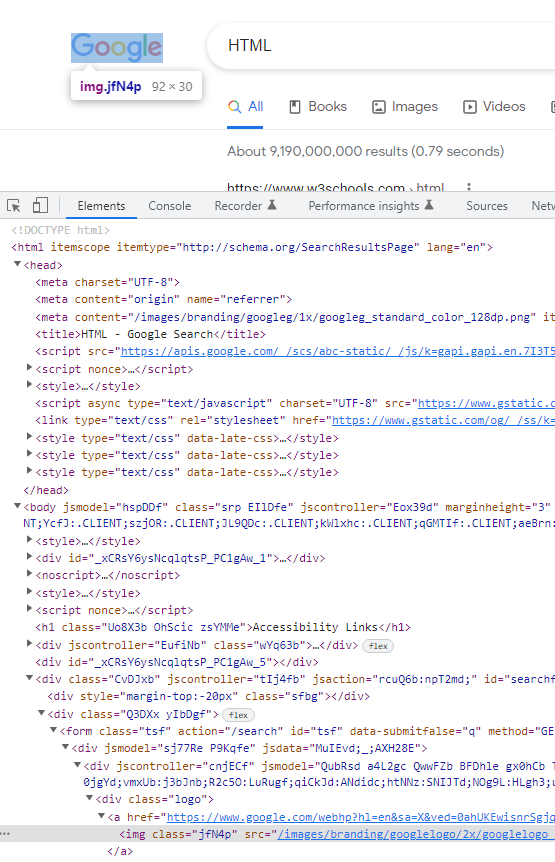 Google
HTML
img.jfN4p 92 × 30
All Books Images Videos
About 9,190,000,000 results (0.79 seconds)
https://www.w3schools.com › html
Elements Console Recorder Performance insights Sources Netw
<!DOCTYPE html>
<html itemscope itemtype="http://schema.org/SearchResultsPage" lang="en">
<head>
<meta charset="UTF-8">
<meta content="origin" name="referrer">
<meta content="/images/branding/googleg/1x/googleg_standard_color_128dp.png" it
<title>HTML - Google Search</title>
<script src="https://apis.google.com/_/scs/abc-static/_/js/k=gapi.gapi.en.7I3T5
<script nonce>…</script>
<style>…</style>
<script async type="text/javascript" charset="UTF-8" src="https://www.gstatic.c
<link type="text/css" rel="stylesheet" href="https://www.gstatic.com/og/_/ss/k=
<style type="text/css" data-late-css>…</style>
<style type="text/css" data-late-css>…</style>
<style type="text/css" data-late-css>…</style>
</head>
<body jsmodel="hspDDf" class="srp EIlDfe" jscontroller="Eox39d" marginheight="3"
NT;YcfJ:.CLIENT;szjOR:.CLIENT;JL9QDc:.CLIENT;kWlxhc:.CLIENT;qGMTIf:.CLIENT;aeBrn:
<style>…</style>
<div id="_xCRsY6ysNcqlqtsP_PC1gAw_1">…</div>
<noscript>…</noscript>
<style>…</style>
<script nonce>…</script>
<h1 class="Uo8X3b OhScic zsYMMe">Accessibility Links</h1>
<div jscontroller="EufiNb" class="wYq63b">…</div> flex
<div id="_xCRsY6ysNcqlqtsP_PC1gAw_5"></div>
<div class="CvDJxb" jscontroller="tIj4fb" jsaction="rcuQ6b:npT2md;" id="searchf
<div style="margin-top:-20px" class="sfbg"></div>
<div class="Q3DXx yIbDgf"> flex
<form class="tsf" action="/search" id="tsf" data-submitfalse="q" method="GE
<div jsmodel="sj77Re P9Kqfe" jsdata="MuIEvd;_;AXH28E">
<div jscontroller="cnjECf" jsmodel="QubRsd a4L2gc QwwFZb BFDhle gx0hCb T
0jgYd;vmxUb:j3bJnb;R2c5O:LuRugf;qiCkJd:ANdidc;htNNz:SNIJTd;NOg9L:HLgh3;u
<div class="logo">
<a href="https://www.google.com/webhp?hl=en&sa=X&ved=0ahUKEwisnrSgjq
<img class="jfN4p" src="/images/branding/googlelogo/2x/googlelogo_
</a>